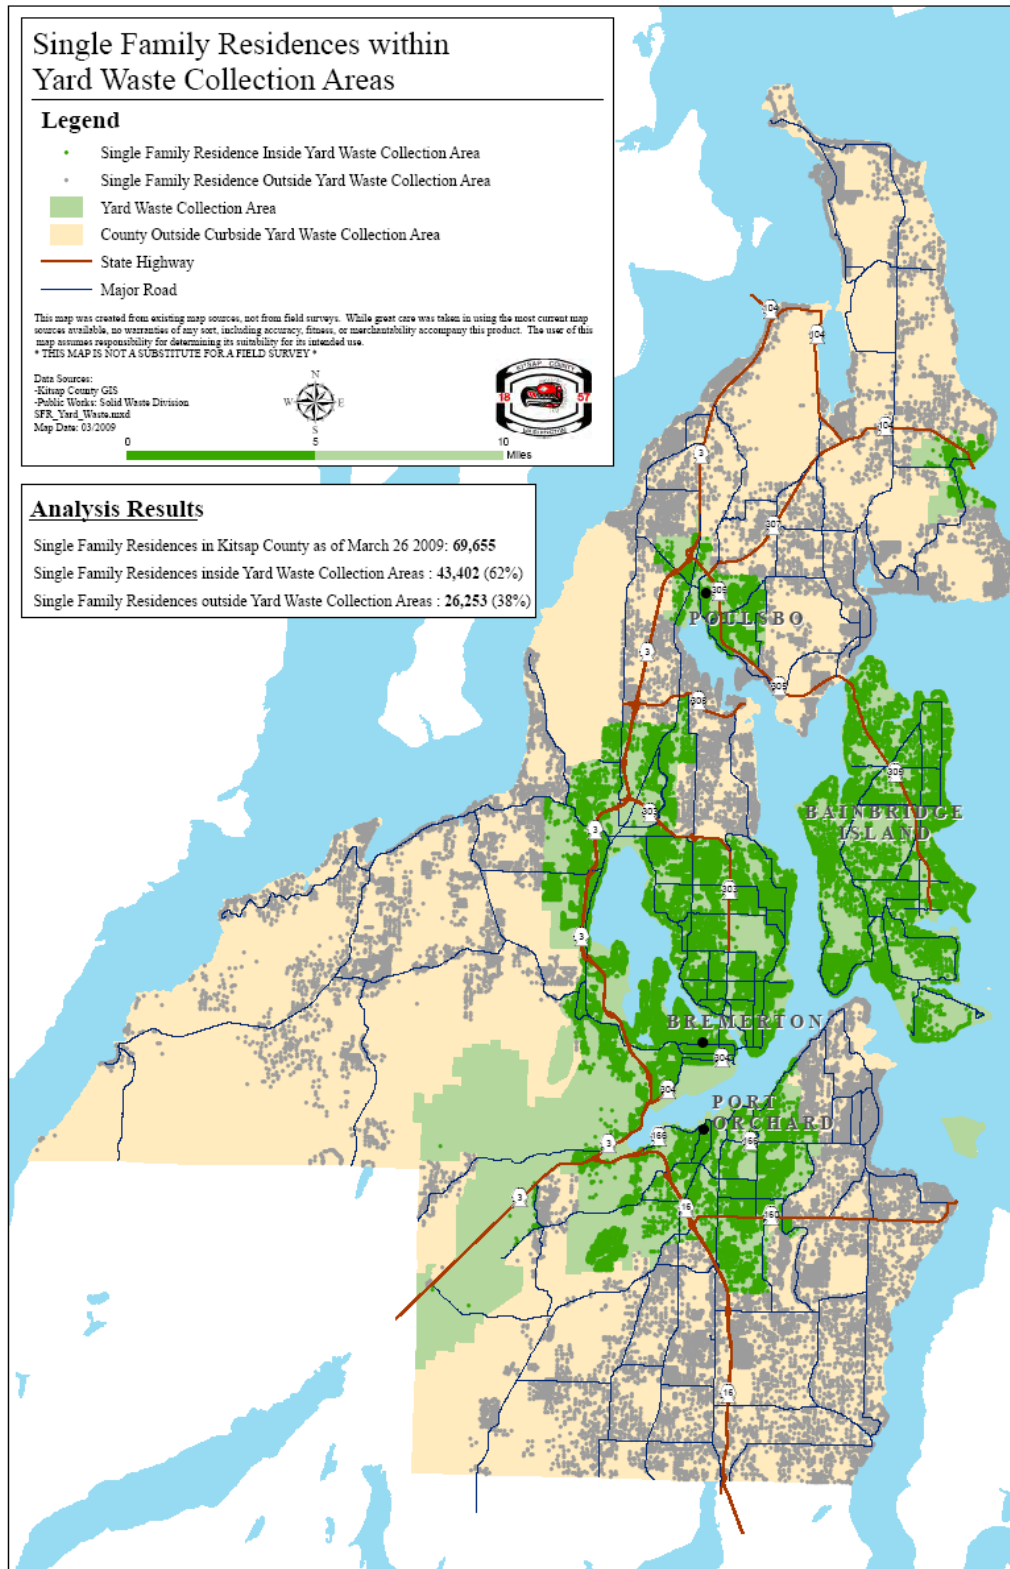 Single Family Residences within
Yard Waste Collection Areas
Legend
Single Family Residence Inside Yard Waste Collection Area
Single Family Residence Outside Yard Waste Collection Area
Yard Waste Collection Area
County Outside Curbside Yard Waste Collection Area
State Highway
Major Road
This map was created from existing map sources, not from field surveys. While great care was taken in using the most current map
sources available, no warranties of any sort, including accuracy, fitness, or merchantability accompany this product. The user of this
map assumes responsibility for determining its suitability for its intended use.
* THIS MAP IS NOT A SUBSTITUTE FOR A FIELD SURVEY *
Data Sources:
-Kitsap County GIS
-Public Works: Solid Waste Division
SFR_Yard_Waste.mxd
Map Date: 03/2009
N
W E
S
KITSAP COUNTY
18 57
WASHINGTON
0 5 10
Miles
Analysis Results
Single Family Residences in Kitsap County as of March 26 2009: 69,655
Single Family Residences inside Yard Waste Collection Areas : 43,402 (62%)
Single Family Residences outside Yard Waste Collection Areas : 26,253 (38%)
104
104
104
3
307
305
POULSBO
3
305
308
305
BAINBRIDGE
ISLAND
303
3
303
3
BREMERTON
304
304
PORT
ORCHARD
166
166
3
3
16
160
16